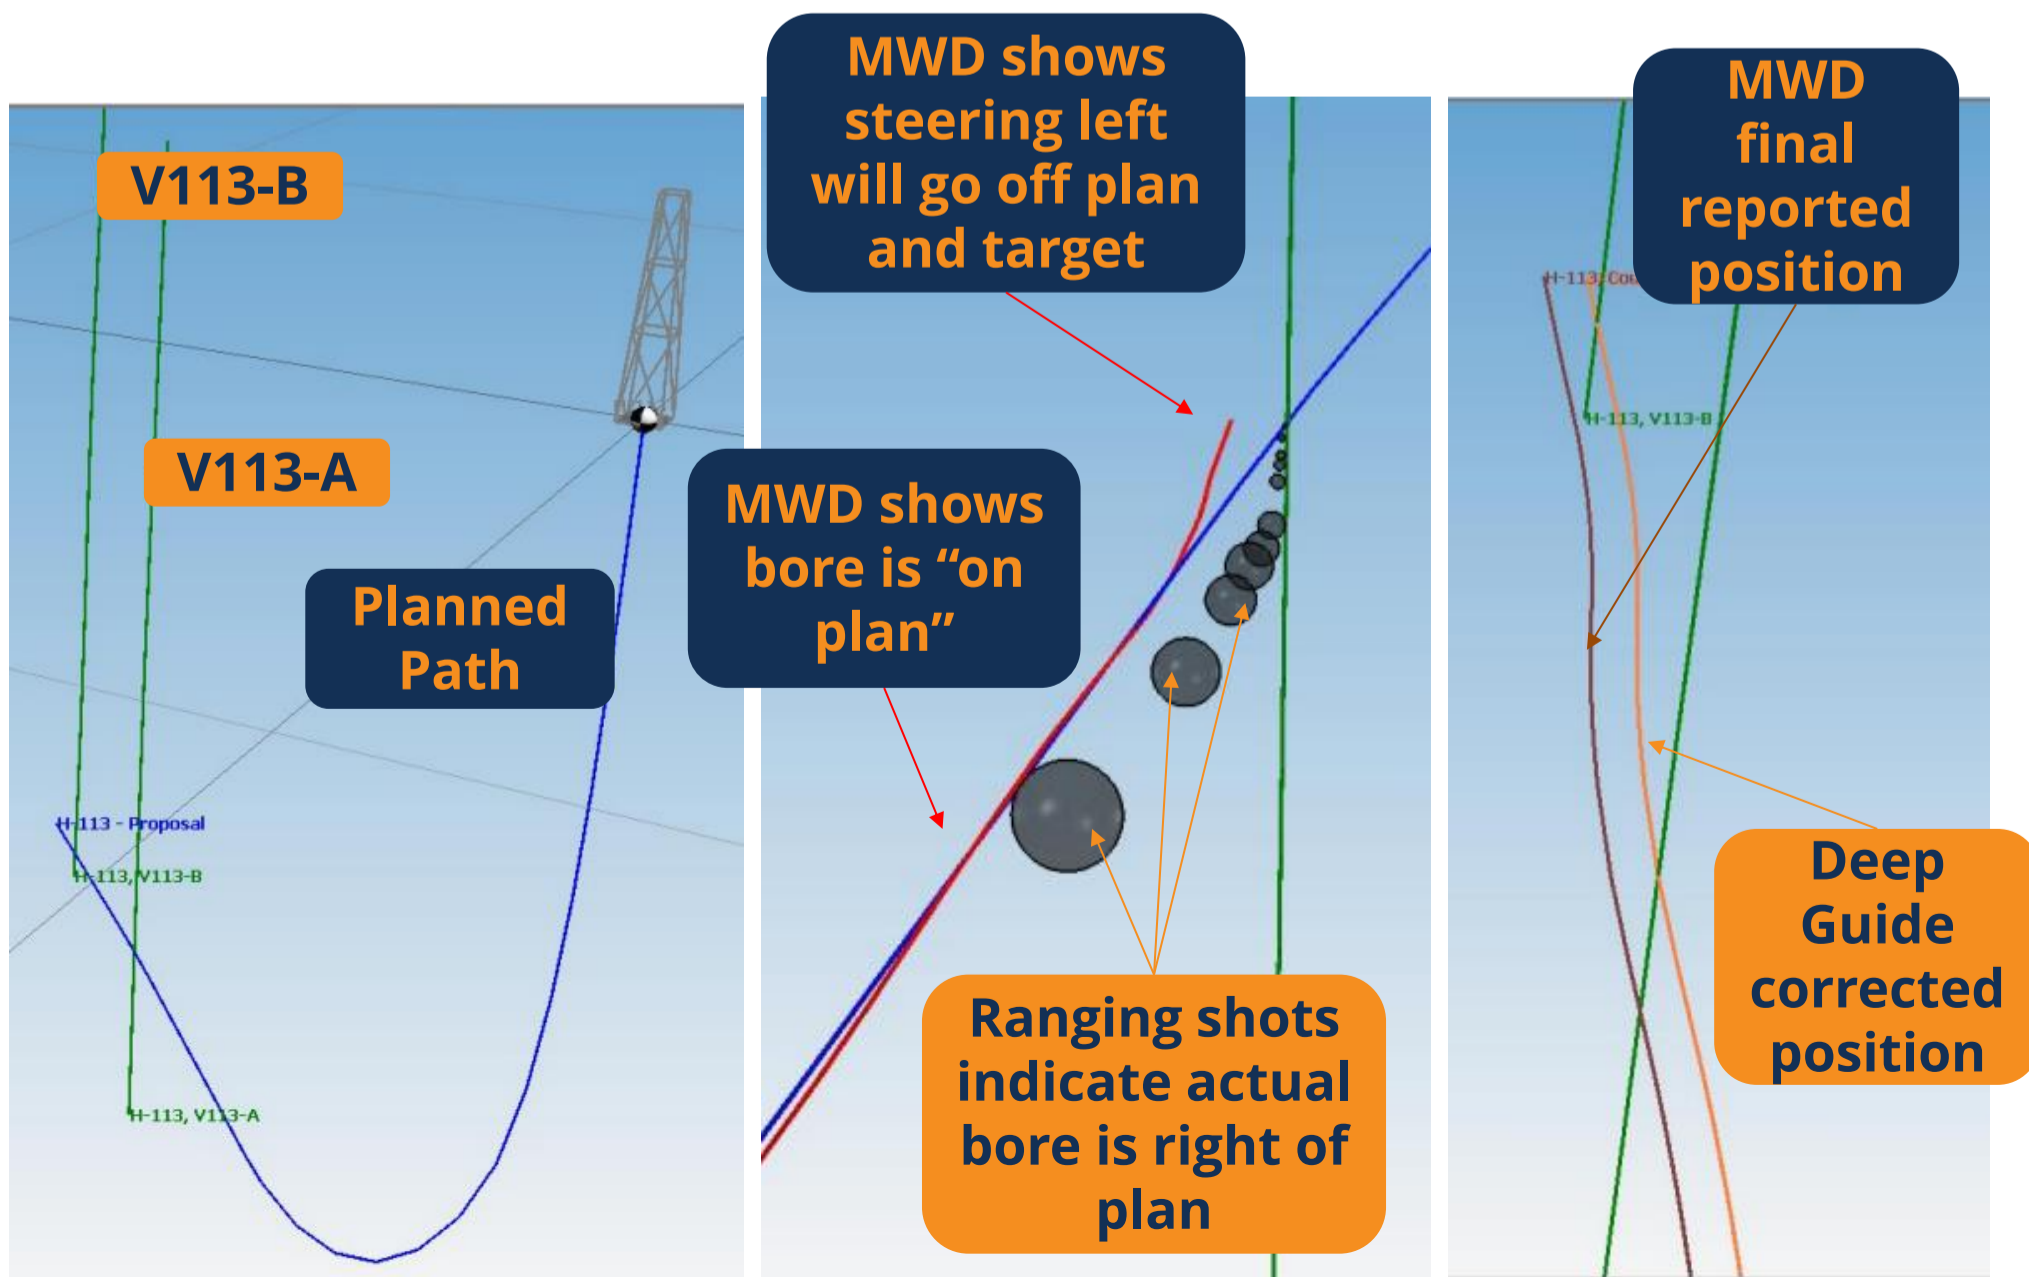 V113-B
V113-A
Planned
Path
H-113 - Proposal
H-113, V113-B
H-113, V113-A
MWD shows
steering left
will go off plan
and target
MWD shows
bore is “on
plan”
Ranging shots
indicate actual
bore is right of
plan
MWD
final
reported
position
H-113, V113-B
Deep
Guide
corrected
position